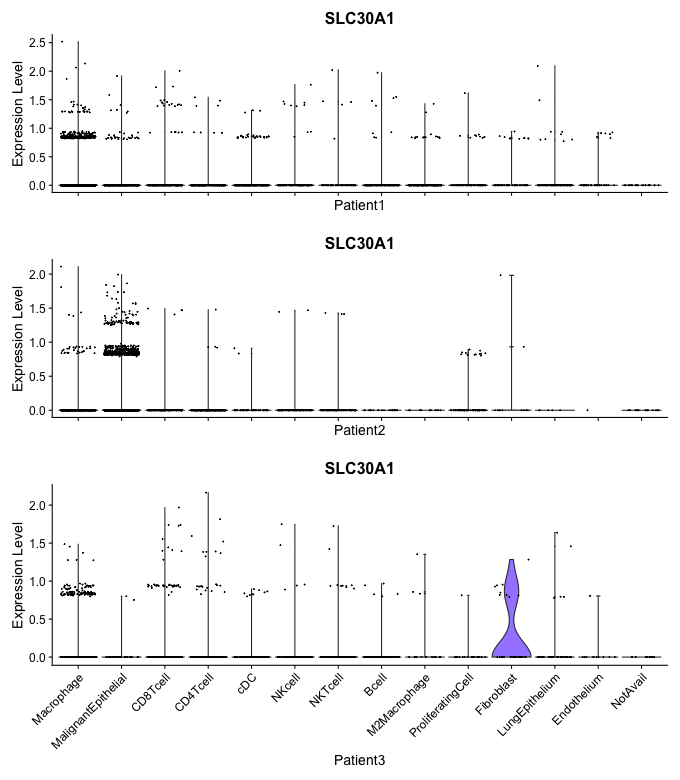 SLC30A1
Expression Level
2.5
2.0
1.5
1.0
0.5
0.0
Patient1
SLC30A1
Expression Level
2.0
1.5
1.0
0.5
0.0
Patient2
SLC30A1
Expression Level
2.0
1.5
1.0
0.5
0.0
Macrophage
MalignantEpithelial
CD8Tcell
CD4Tcell
cDC
NKcell
NKTcell
Bcell
M2Macrophage
ProliferatingCell
Fibroblast
LungEpithelium
Endothelium
NotAvail
Patient3